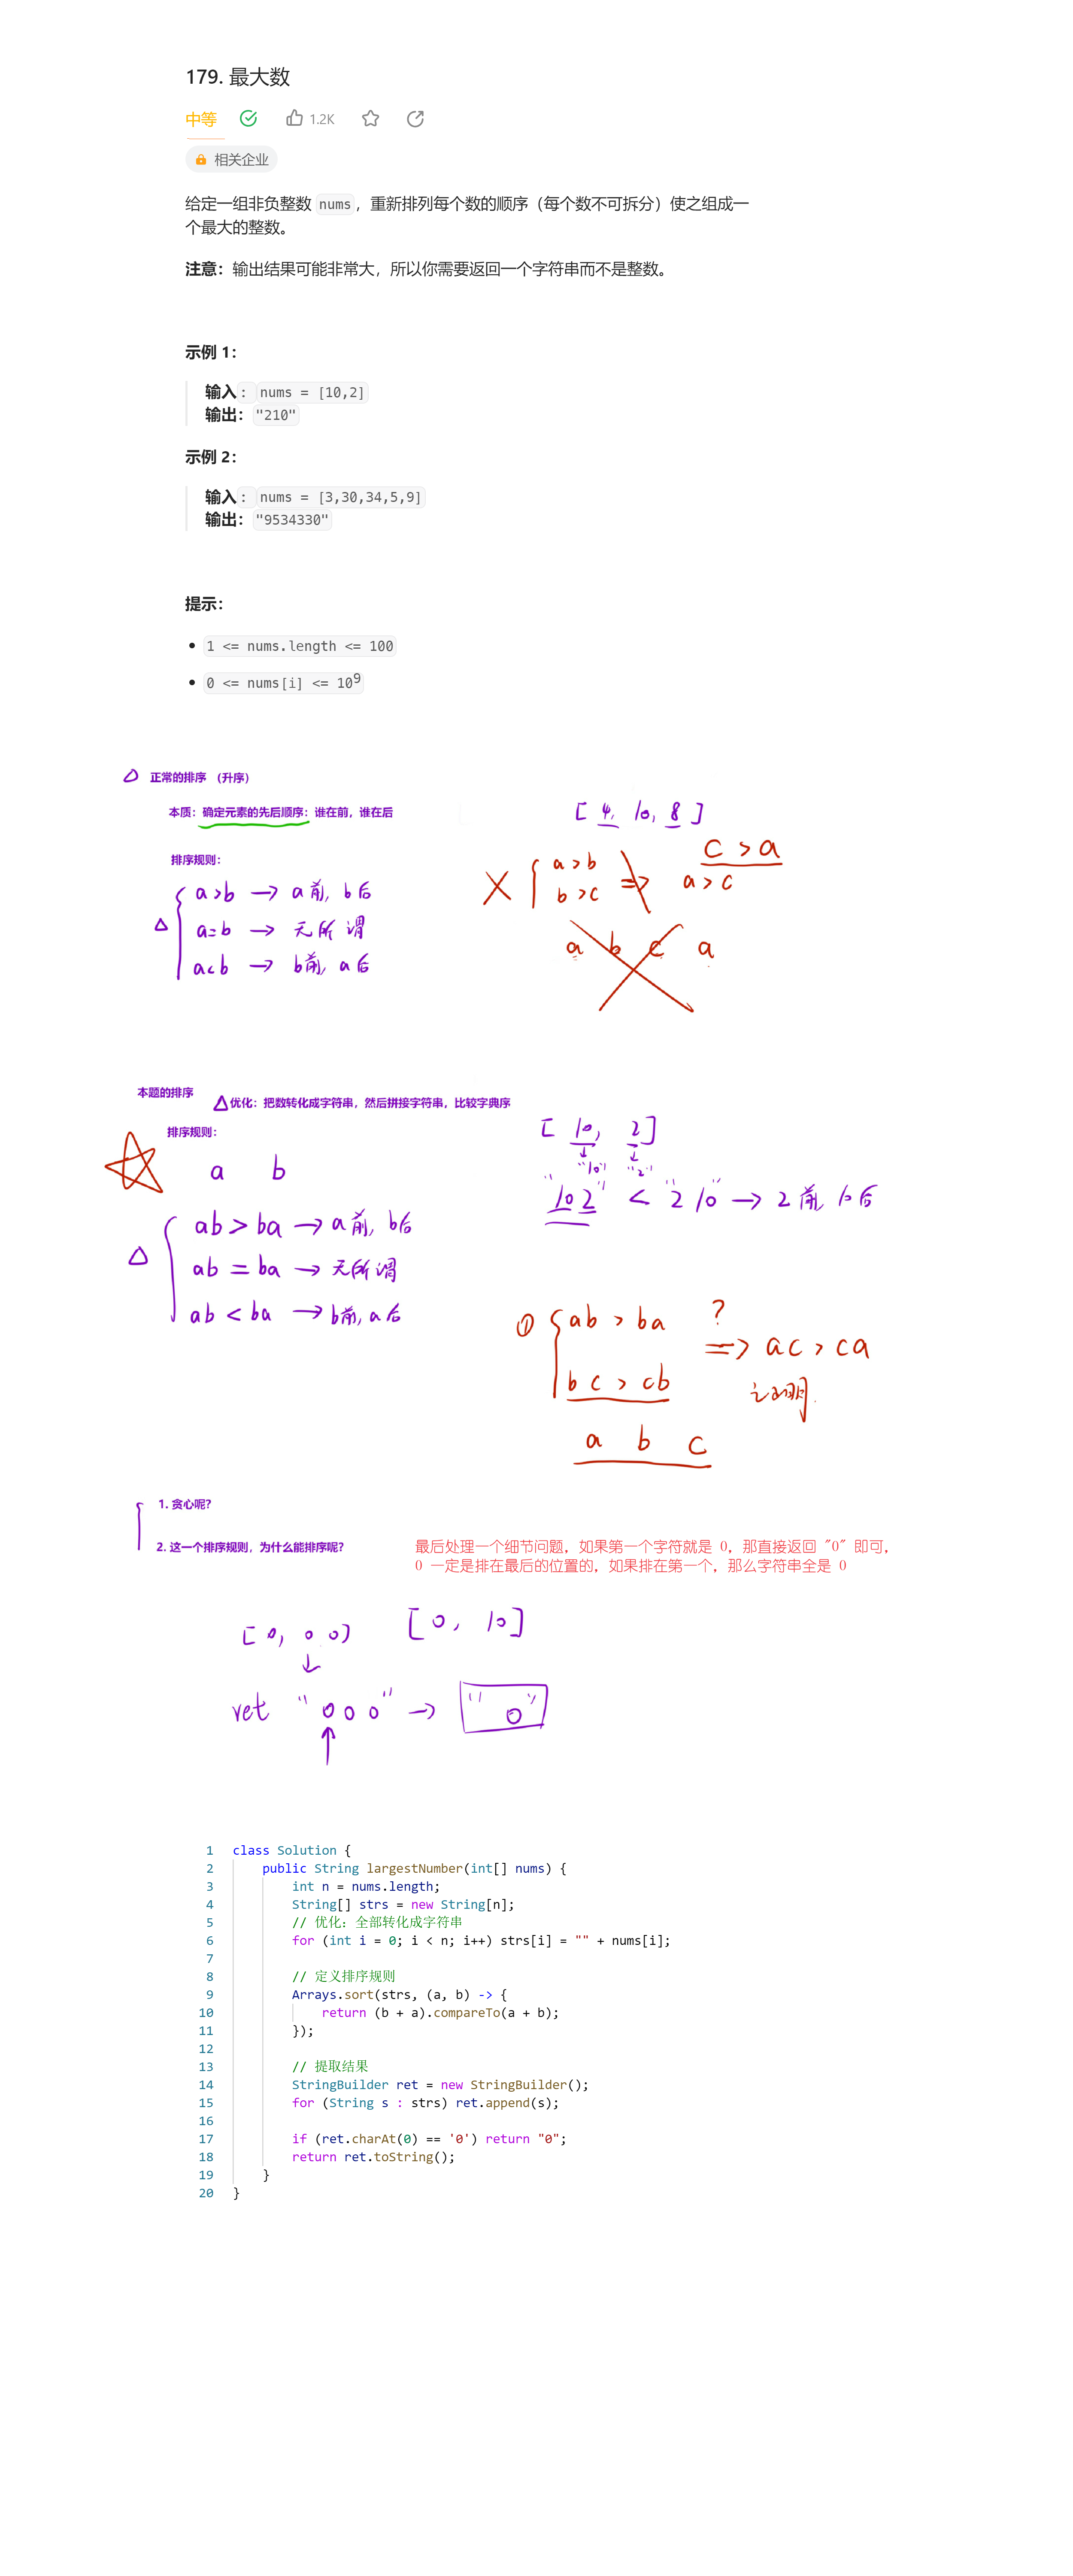 179. 最大数
中等 1.2K
相关企业
给定一组非负整数 nums，重新排列每个数的顺序（每个数不可拆分）使之组成一
个最大的整数。
注意：输出结果可能非常大，所以你需要返回一个字符串而不是整数。
示例 1：
输入：nums = [10,2]
输出："210"
示例 2：
输入：nums = [3,30,34,5,9]
输出："9534330"
提示：
1 <= nums.length <= 100
0 <= nums[i] <= 10^9
正常的排序 （升序）
本质：确定元素的先后顺序：谁在前，谁在后
[ 4, 10, 8 ]
排序规则：
a>b → a前, b后
a=b → 无所谓
a<b → b前, a后
a>b
b>c
=> a>c
c>a
a b c a
本题的排序
优化：把数转化成字符串，然后拼接字符串，比较字典序
排序规则：
a b
ab > ba → a前, b后
ab = ba → 无所谓
ab < ba → b前, a后
[ 10, 2 ]
"10" "2"
"102" < "210" → 2前, 10后
① ab > ba
bc > cb
?
=> ac > ca
证明.
a b c
1. 贪心呢?
2. 这一个排序规则，为什么能排序呢?
最后处理一个细节问题，如果第一个字符就是 0，那直接返回 "0" 即可，
0 一定是排在最后的位置的，如果排在第一个，那么字符串全是 0
[0, 0 0]
[0, 10]
ret "000" → "0"
1 class Solution {
2 public String largestNumber(int[] nums) {
3 int n = nums.length;
4 String[] strs = new String[n];
5 // 优化：全部转化成字符串
6 for (int i = 0; i < n; i++) strs[i] = "" + nums[i];
7
8 // 定义排序规则
9 Arrays.sort(strs, (a, b) -> {
10 return (b + a).compareTo(a + b);
11 });
12
13 // 提取结果
14 StringBuilder ret = new StringBuilder();
15 for (String s : strs) ret.append(s);
16
17 if (ret.charAt(0) == '0') return "0";
18 return ret.toString();
19 }
20 }